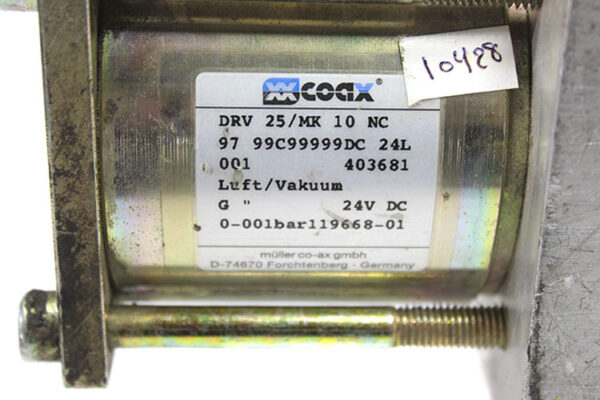 10428
coax®
DRV 25/MK 10 NC
97 99C99999DC 24L
001 403681
Luft/Vakuum
G " 24V DC
0-001bar119668-01
müller co-ax gmbh
D-74670 Forchtenberg - Germany